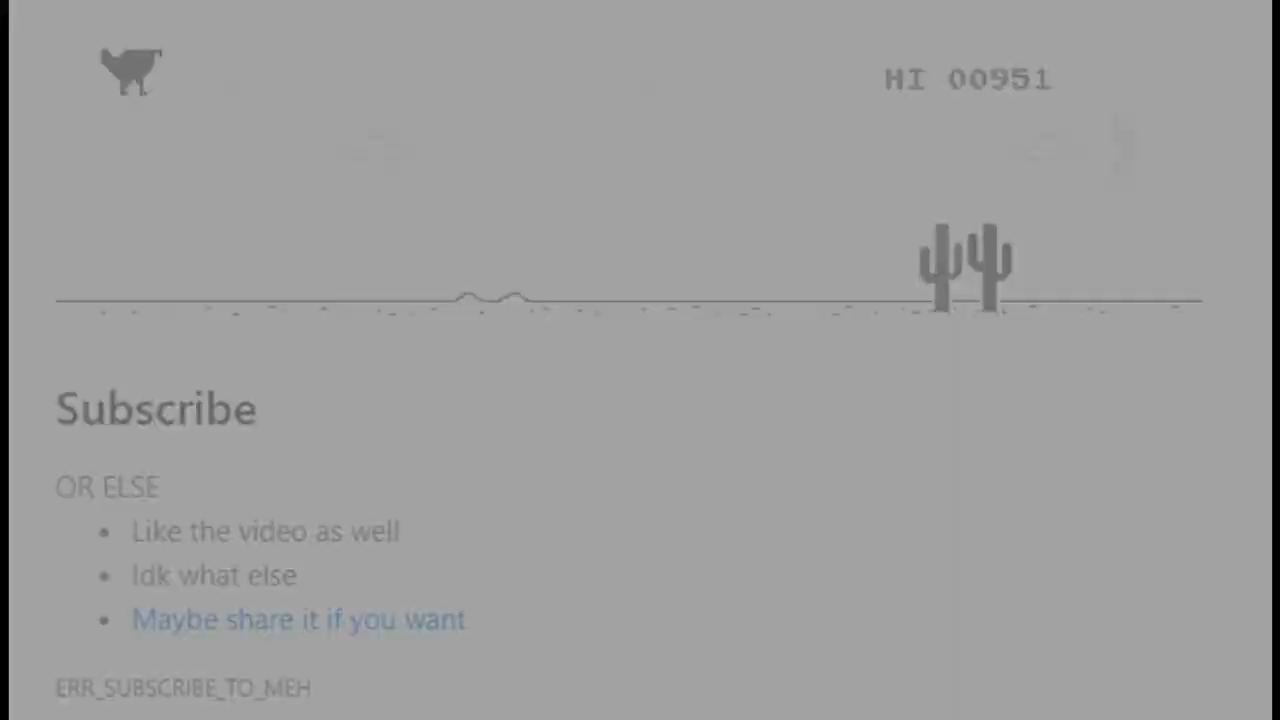 HI 00951
Subscribe
OR ELSE
Like the video as well
Idk what else
Maybe share it if you want
ERR_SUBSCRIBE_TO_MEH